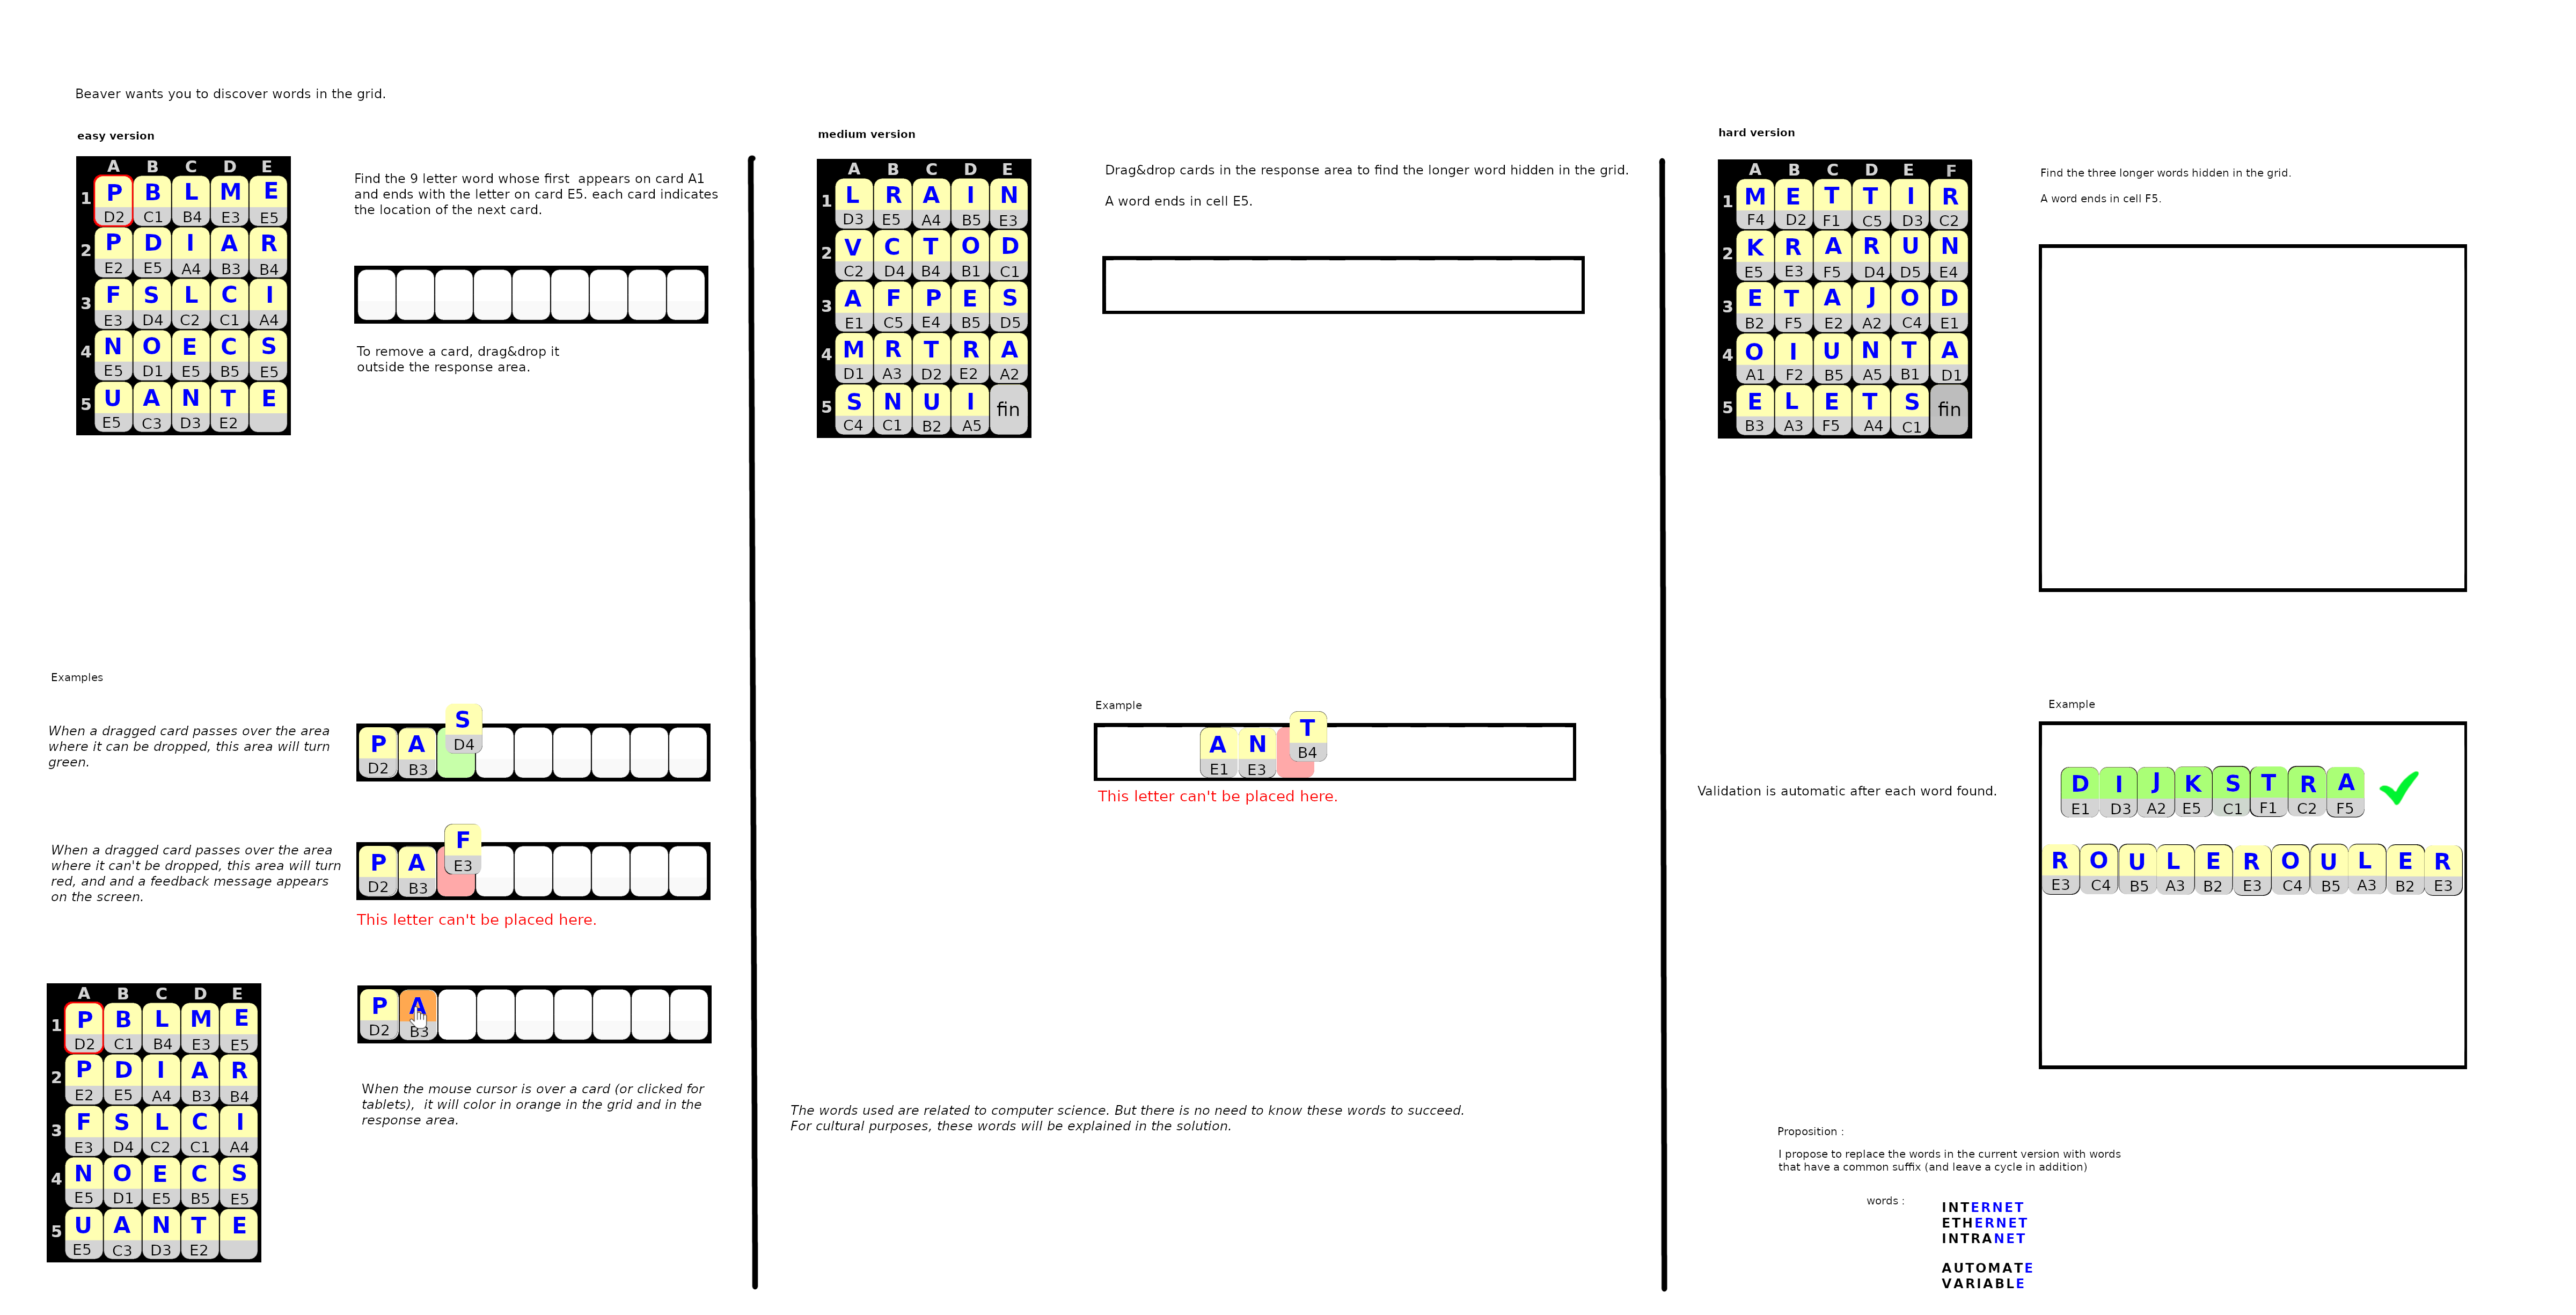 Beaver wants you to discover words in the grid.
easy version
A B C D E
1 P B L M E
D2 C1 B4 E3 E5
2 P D I A R
E2 E5 A4 B3 B4
3 F S L C I
E3 D4 C2 C1 A4
4 N O E C S
E5 D1 E5 B5 E5
5 U A N T E
E5 C3 D3 E2
Find the 9 letter word whose first  appears on card A1
and ends with the letter on card E5. each card indicates
the location of the next card.
To remove a card, drag&drop it
outside the response area.
Examples
When a dragged card passes over the area
where it can be dropped, this area will turn
green.
P A S
D2 B3 D4
When a dragged card passes over the area
where it can't be dropped, this area will turn
red, and and a feedback message appears
on the screen.
P A F
D2 B3 E3
This letter can't be placed here.
A B C D E
1 P B L M E
D2 C1 B4 E3 E5
2 P D I A R
E2 E5 A4 B3 B4
3 F S L C I
E3 D4 C2 C1 A4
4 N O E C S
E5 D1 E5 B5 E5
5 U A N T E
E5 C3 D3 E2
P A
D2 B3
When the mouse cursor is over a card (or clicked for
tablets),  it will color in orange in the grid and in the
response area.
medium version
A B C D E
1 L R A I N
D3 E5 A4 B5 E3
2 V C T O D
C2 D4 B4 B1 C1
3 A F P E S
E1 C5 E4 B5 D5
4 M R T R A
D1 A3 D2 E2 A2
5 S N U I fin
C4 C1 B2 A5
Drag&drop cards in the response area to find the longer word hidden in the grid.
A word ends in cell E5.
Example
A N T
E1 E3 B4
This letter can't be placed here.
The words used are related to computer science. But there is no need to know these words to succeed.
For cultural purposes, these words will be explained in the solution.
hard version
A B C D E F
1 M E T T I R
F4 D2 F1 C5 D3 C2
2 K R A R U N
E5 E3 F5 D4 D5 E4
3 E T A J O D
B2 F5 E2 A2 C4 E1
4 O I U N T A
A1 F2 B5 A5 B1 D1
5 E L E T S fin
B3 A3 F5 A4 C1
Find the three longer words hidden in the grid.
A word ends in cell F5.
Example
Validation is automatic after each word found.
D I J K S T R A
E1 D3 A2 E5 C1 F1 C2 F5
R O U L E R O U L E R
E3 C4 B5 A3 B2 E3 C4 B5 A3 B2 E3
Proposition :
I propose to replace the words in the current version with words
that have a common suffix (and leave a cycle in addition)
words :
INTERNET
ETHERNET
INTRANET
AUTOMATE
VARIABLE